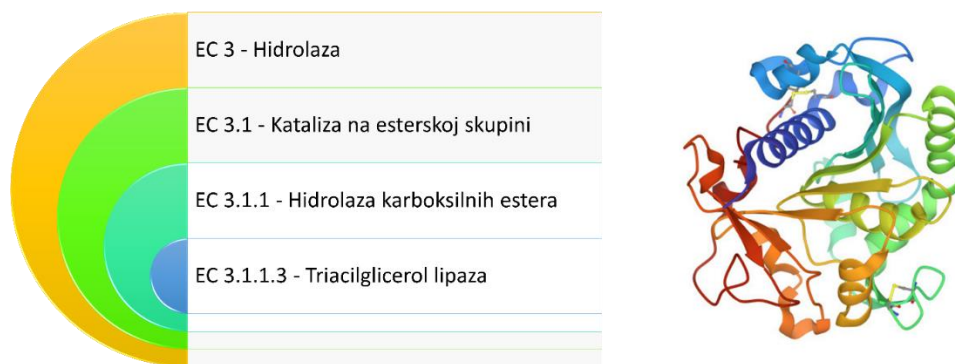 EC 3 - Hidrolaza
EC 3.1 - Kataliza na esterskoj skupini
EC 3.1.1 - Hidrolaza karboksilnih estera
EC 3.1.1.3 - Triacilglicerol lipaza